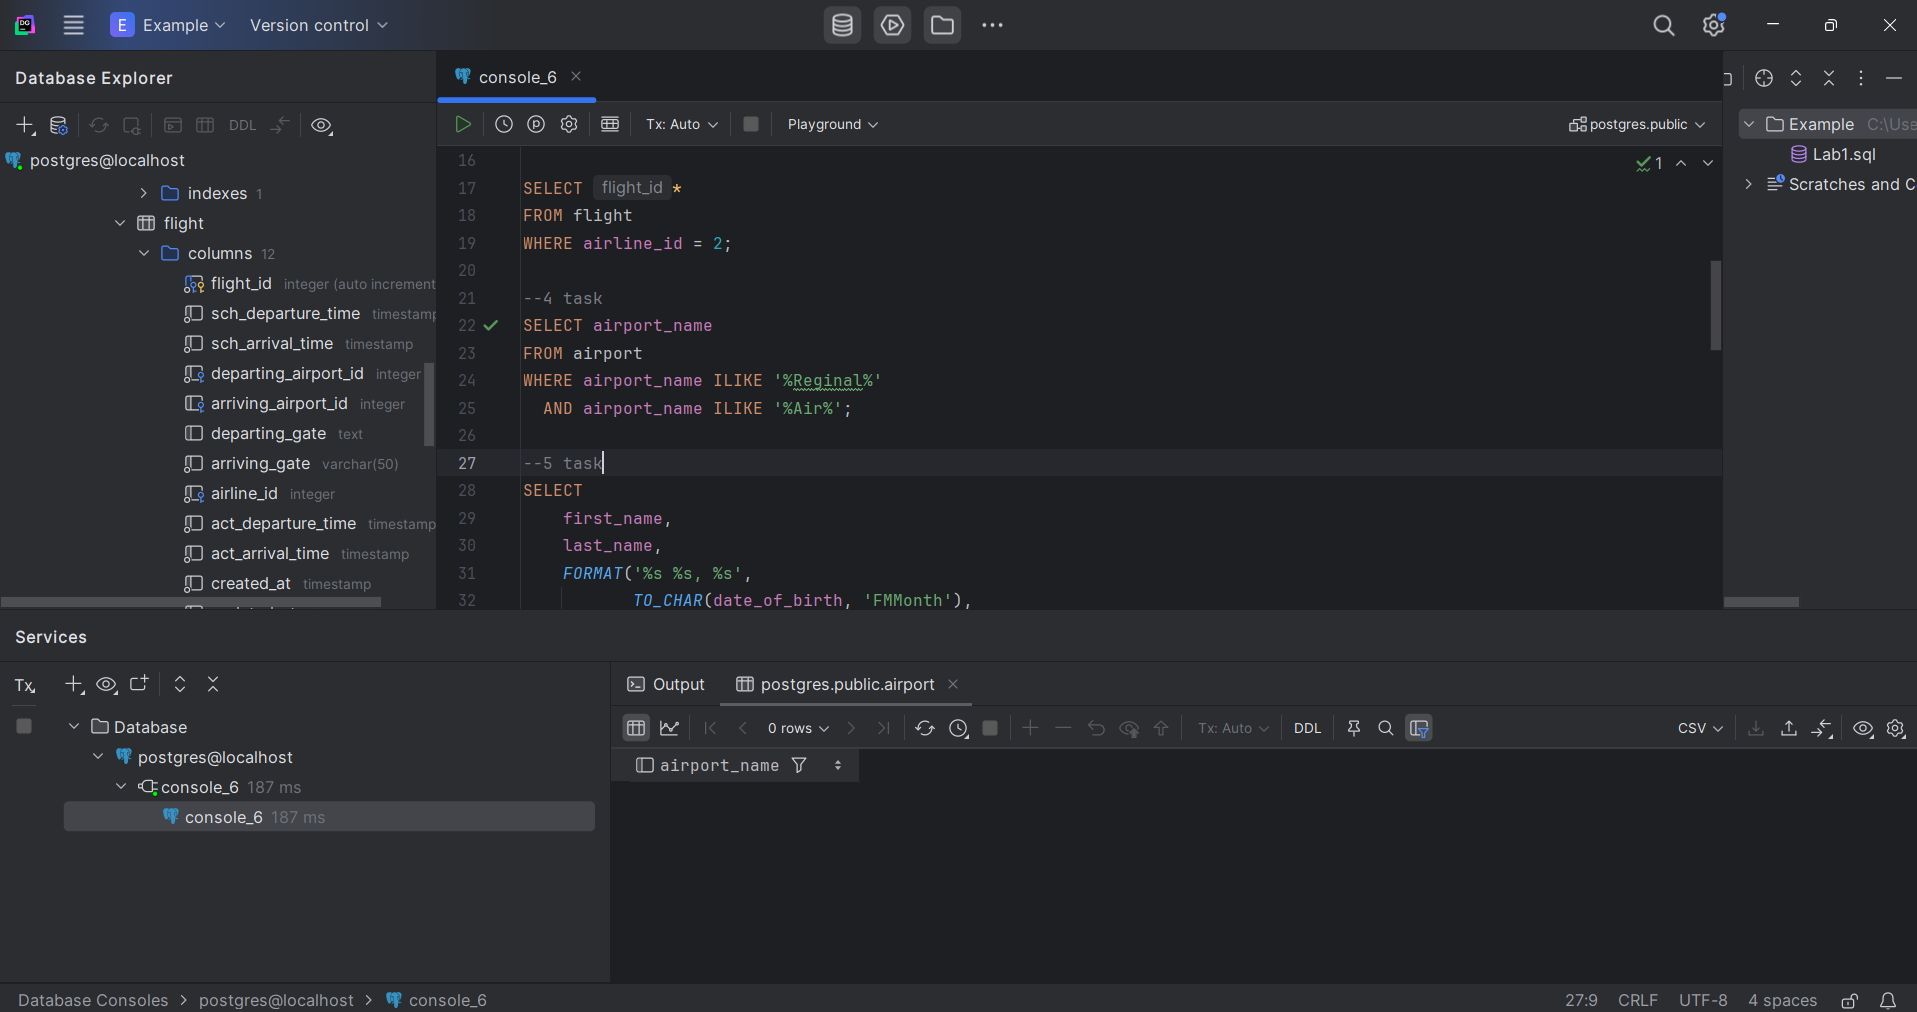 E Example Version control
Database Explorer
DDL
postgres@localhost
indexes 1
flight
columns 12
flight_id integer (auto increment
sch_departure_time timestamp
sch_arrival_time timestamp
departing_airport_id integer
arriving_airport_id integer
departing_gate text
arriving_gate varchar(50)
airline_id integer
act_departure_time timestamp
act_arrival_time timestamp
created_at timestamp
console_6
Tx: Auto Playground postgres.public
1
16
17 SELECT flight_id *
18 FROM flight
19 WHERE airline_id = 2;
20
21 --4 task
22 SELECT airport_name
23 FROM airport
24 WHERE airport_name ILIKE '%Reginal%'
25 AND airport_name ILIKE '%Air%';
26
27 --5 task
28 SELECT
29 first_name,
30 last_name,
31 FORMAT('%s %s, %s',
32 TO_CHAR(date_of_birth, 'FMMonth'),
Example C:\Use
Lab1.sql
Scratches and C
Services
Tx
Database
postgres@localhost
console_6 187 ms
console_6 187 ms
Output postgres.public.airport
0 rows Tx: Auto DDL CSV
airport_name
Database Consoles > postgres@localhost > console_6
27:9 CRLF UTF-8 4 spaces